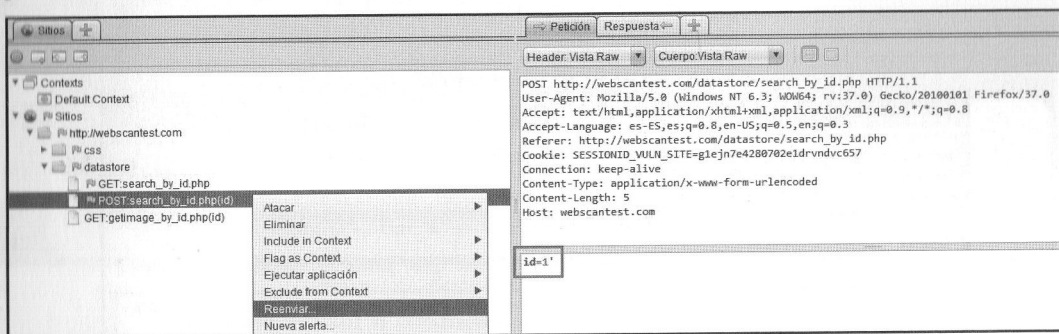 Sitios
Contexts
Default Context
Sitios
http://webscantest.com
css
datastore
GET:search_by_id.php
POST:search_by_id.php(id)
GET:getimage_by_id.php(id)
Atacar
Eliminar
Include in Context
Flag as Context
Ejecutar aplicación
Exclude from Context
Reenviar...
Nueva alerta...
Petición
Respuesta
Header: Vista Raw
Cuerpo:Vista Raw
POST http://webscantest.com/datastore/search_by_id.php HTTP/1.1
User-Agent: Mozilla/5.0 (Windows NT 6.3; WOW64; rv:37.0) Gecko/20100101 Firefox/37.0
Accept: text/html,application/xhtml+xml,application/xml;q=0.9,*/*;q=0.8
Accept-Language: es-ES,es;q=0.8,en-US;q=0.5,en;q=0.3
Referer: http://webscantest.com/datastore/search_by_id.php
Cookie: SESSIONID_VULN_SITE=g1ejn7e4280702e1drvndvc657
Connection: keep-alive
Content-Type: application/x-www-form-urlencoded
Content-Length: 5
Host: webscantest.com
id=1'